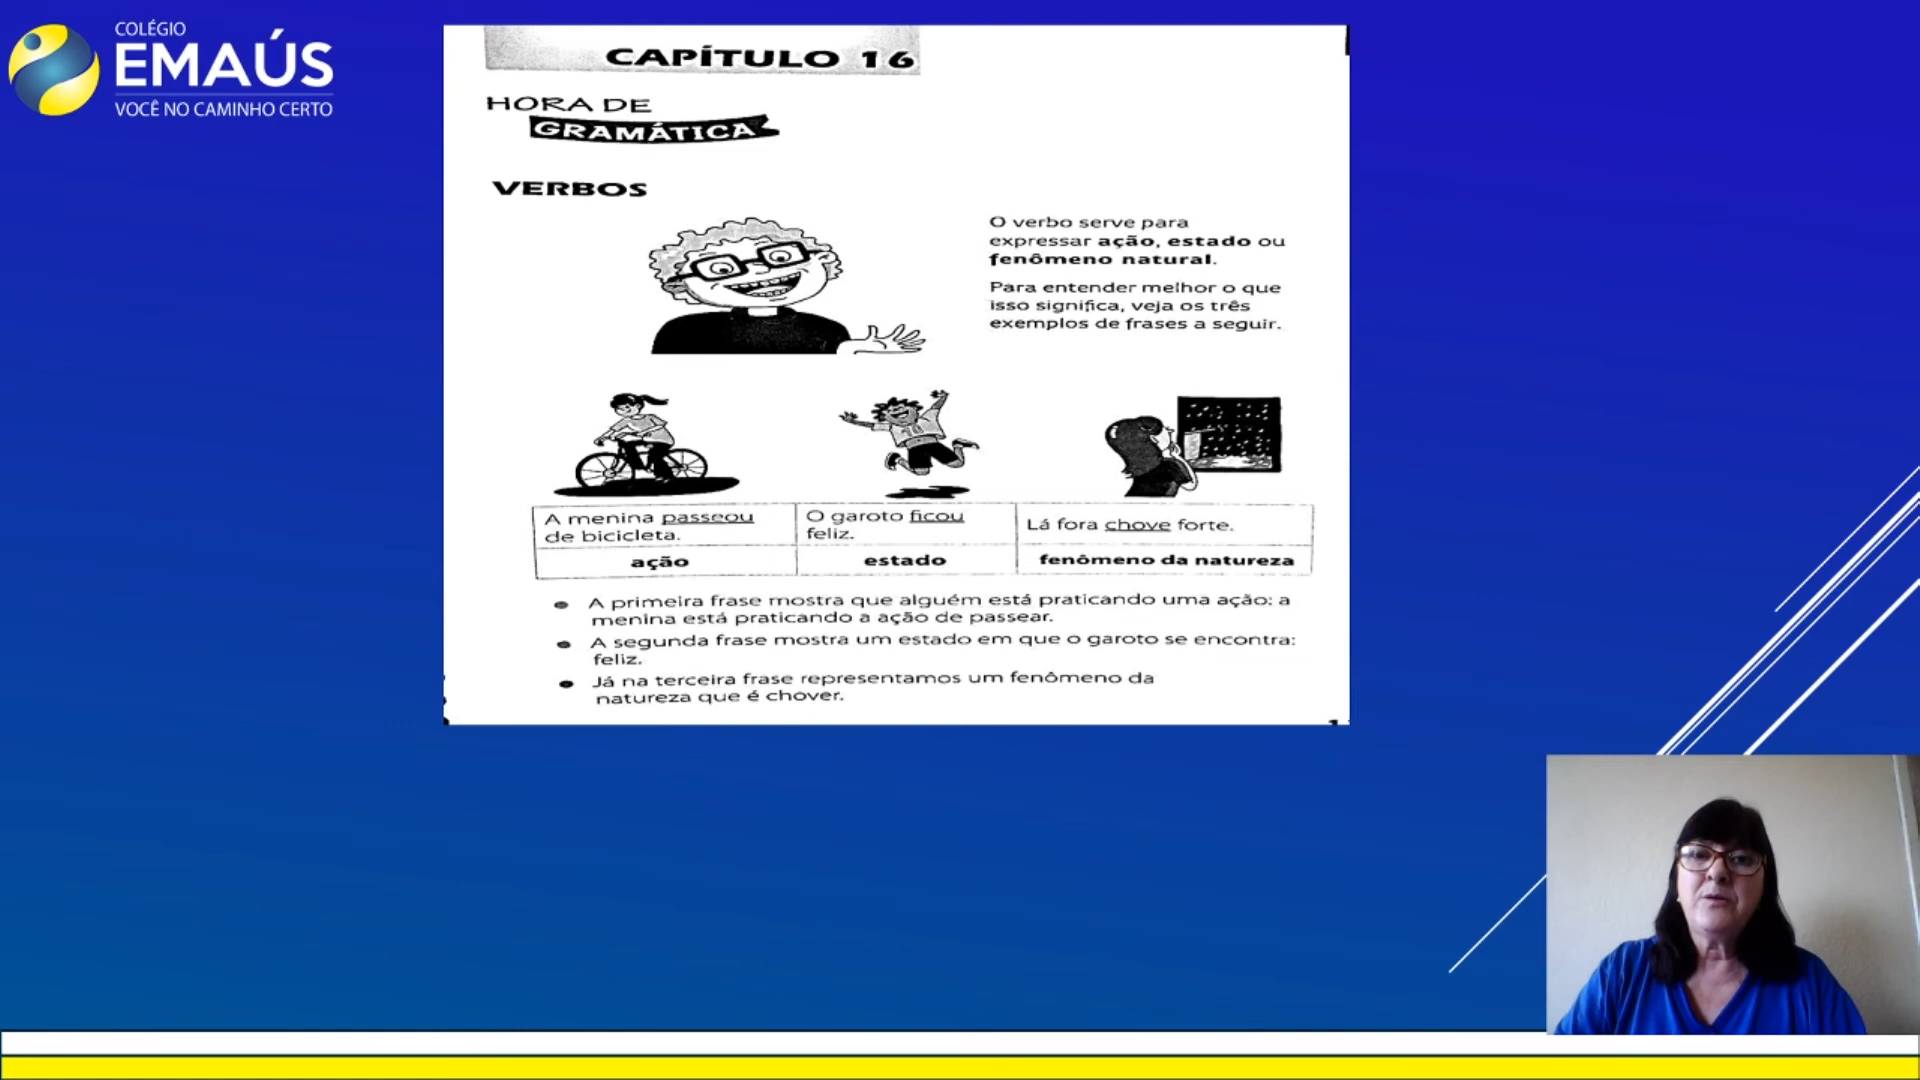 COLÉGIO
EMAÚS
VOCÊ NO CAMINHO CERTO
CAPÍTULO 16
HORA DE
GRAMÁTICA
VERBOS
O verbo serve para
expressar ação, estado ou
fenômeno natural.
Para entender melhor o que
isso significa, veja os três
exemplos de frases a seguir.
A menina passeou
de bicicleta.
O garoto ficou
feliz.
Lá fora chove forte.
ação
estado
fenômeno da natureza
A primeira frase mostra que alguém está praticando uma ação: a
menina está praticando a ação de passear.
A segunda frase mostra um estado em que o garoto se encontra:
feliz.
Já na terceira frase representamos um fenômeno da
natureza que é chover.